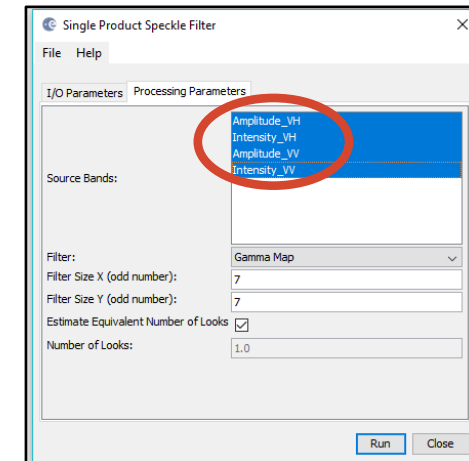 Single Product Speckle Filter
File Help
I/O Parameters Processing Parameters
Source Bands:
Amplitude_VH
Intensity_VH
Amplitude_VV
Intensity_VV
Filter: Gamma Map
Filter Size X (odd number): 7
Filter Size Y (odd number): 7
Estimate Equivalent Number of Looks
Number of Looks: 1.0
Run Close